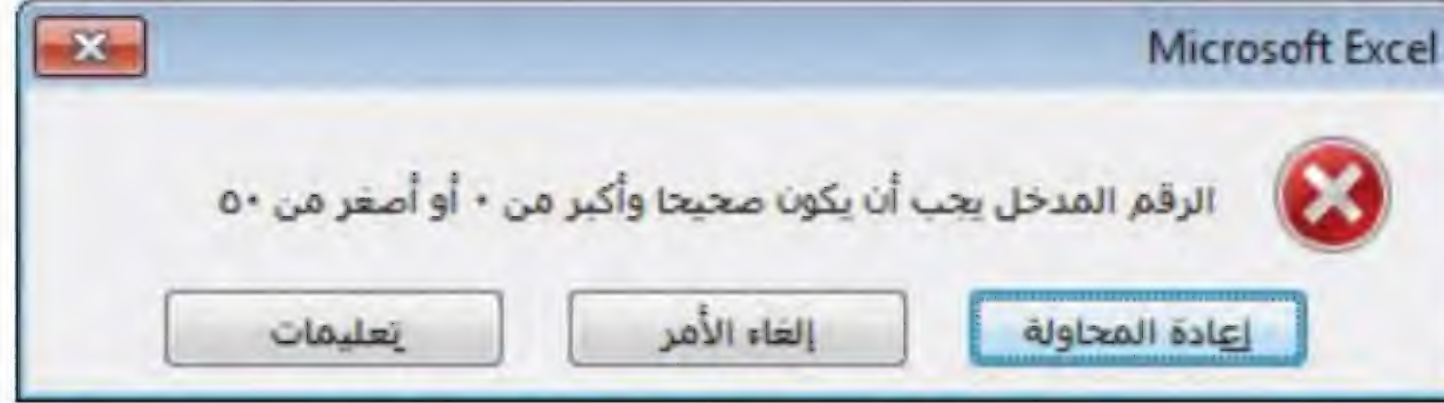 Microsoft Excel
الرقم المدخل يجب أن يكون صحيحا وأكبر من ٠ أو أصغر من ٥٠
إعادة المحاولة
إلغاء الأمر
تعليمات